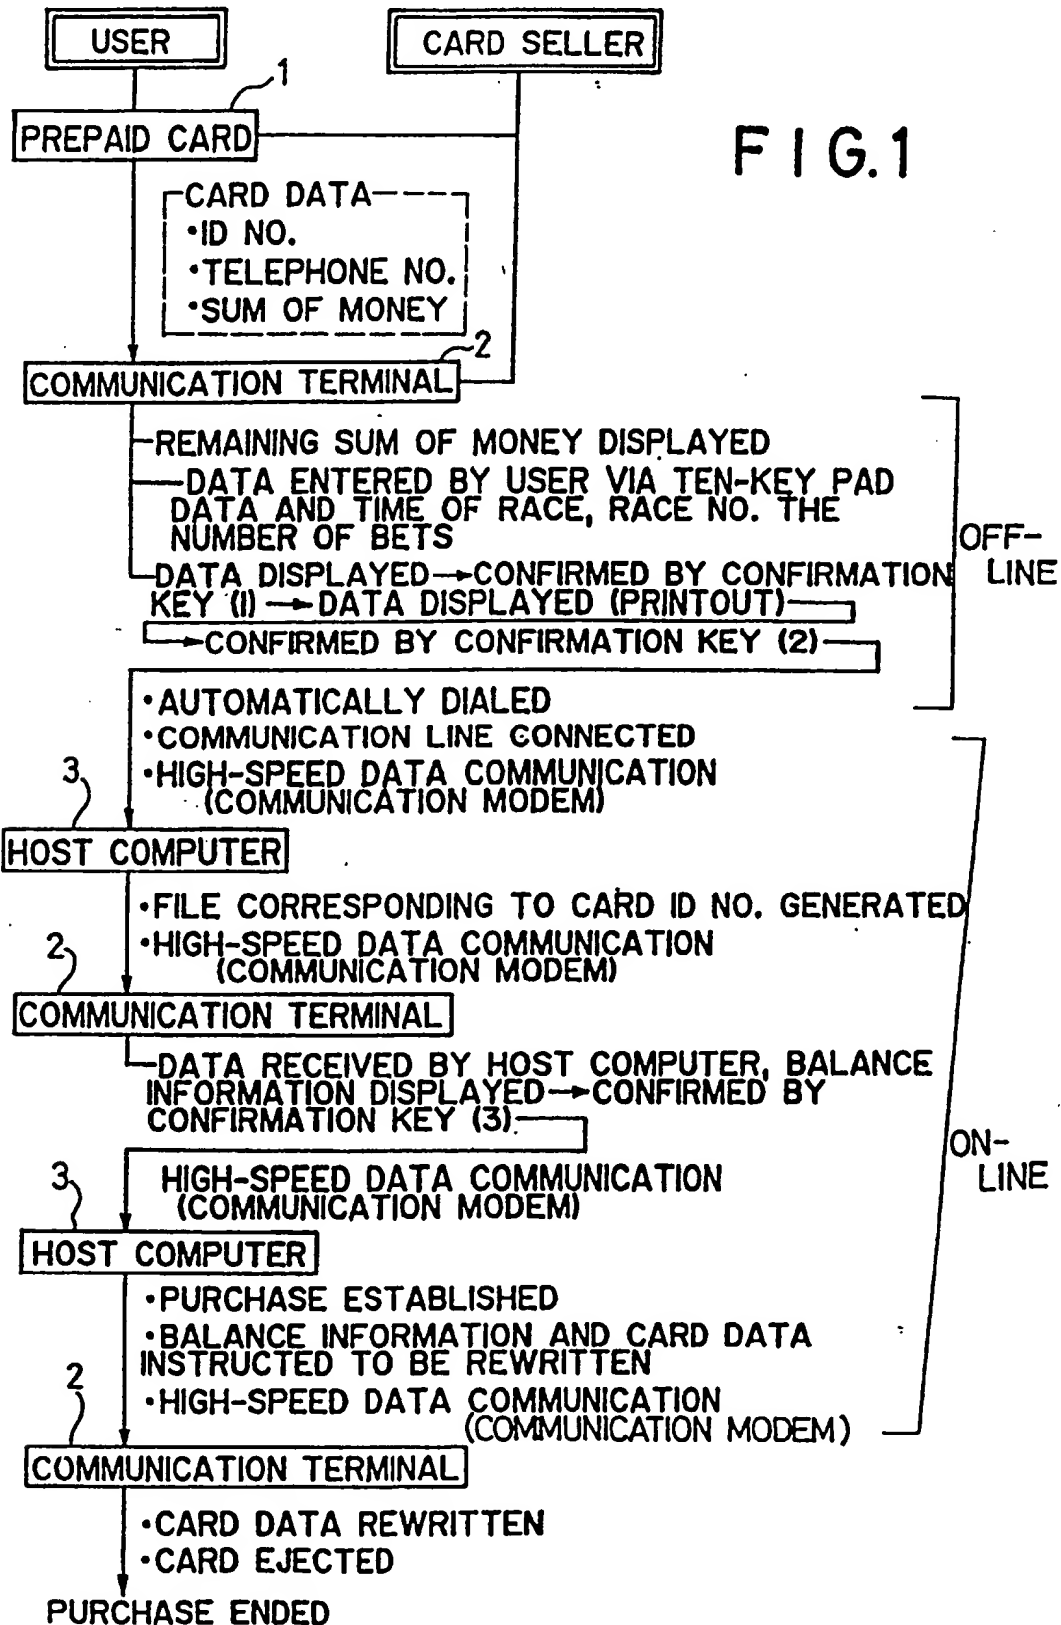 USER
CARD SELLER
1
PREPAID CARD
FIG.1
CARD DATA
•ID NO.
•TELEPHONE NO.
•SUM OF MONEY
2
COMMUNICATION TERMINAL
REMAINING SUM OF MONEY DISPLAYED
DATA ENTERED BY USER VIA TEN-KEY PAD
DATA AND TIME OF RACE, RACE NO. THE
NUMBER OF BETS
OFF-
LINE
DATA DISPLAYED→CONFIRMED BY CONFIRMATION
KEY (1)→DATA DISPLAYED (PRINTOUT)
→CONFIRMED BY CONFIRMATION KEY (2)
•AUTOMATICALLY DIALED
•COMMUNICATION LINE CONNECTED
•HIGH-SPEED DATA COMMUNICATION
(COMMUNICATION MODEM)
3
HOST COMPUTER
•FILE CORRESPONDING TO CARD ID NO. GENERATED
•HIGH-SPEED DATA COMMUNICATION
(COMMUNICATION MODEM)
2
COMMUNICATION TERMINAL
DATA RECEIVED BY HOST COMPUTER, BALANCE
INFORMATION DISPLAYED→CONFIRMED BY
CONFIRMATION KEY (3)
ON-
LINE
HIGH-SPEED DATA COMMUNICATION
(COMMUNICATION MODEM)
3
HOST COMPUTER
•PURCHASE ESTABLISHED
•BALANCE INFORMATION AND CARD DATA
INSTRUCTED TO BE REWRITTEN
•HIGH-SPEED DATA COMMUNICATION
(COMMUNICATION MODEM)
2
COMMUNICATION TERMINAL
•CARD DATA REWRITTEN
•CARD EJECTED
PURCHASE ENDED